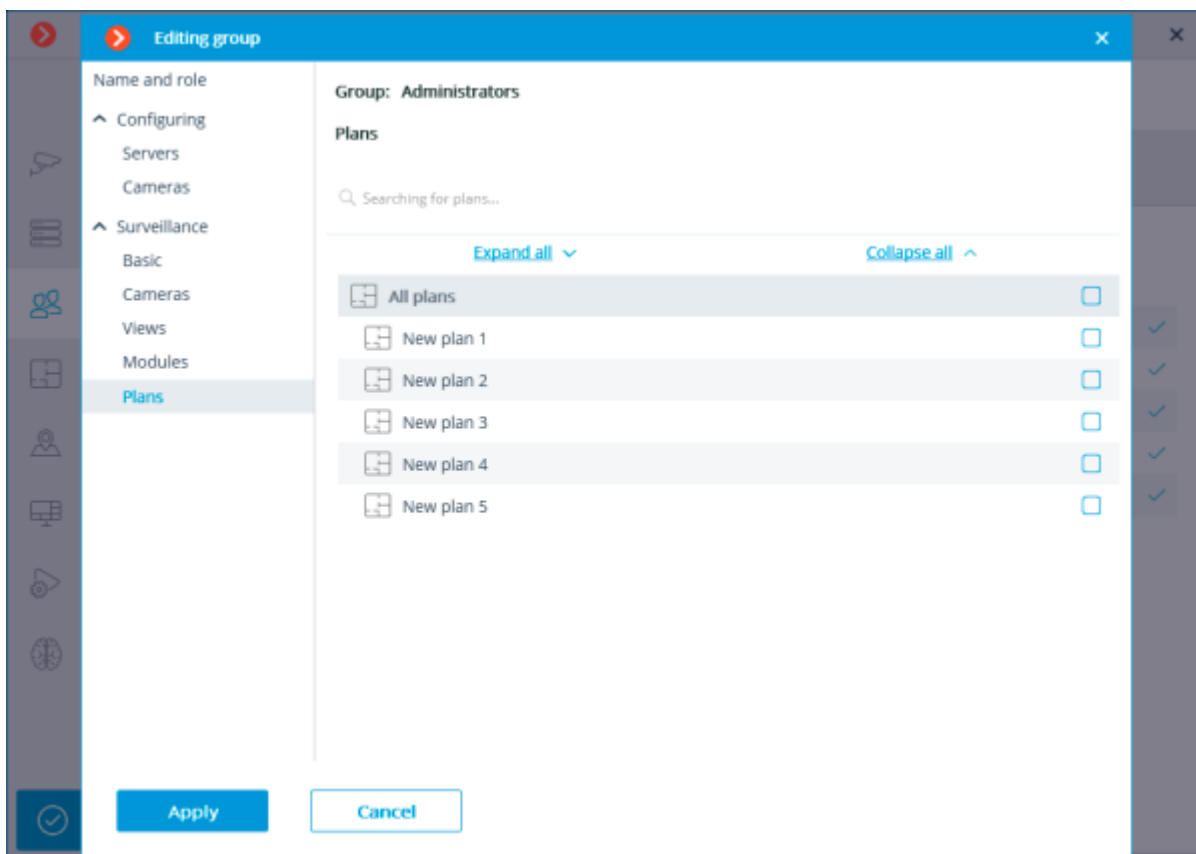 Editing group
Name and role
Configuring
Servers
Cameras
Surveillance
Basic
Cameras
Views
Modules
Plans
Group: Administrators
Plans
Searching for plans...
Expand all
Collapse all
All plans
New plan 1
New plan 2
New plan 3
New plan 4
New plan 5
Apply
Cancel